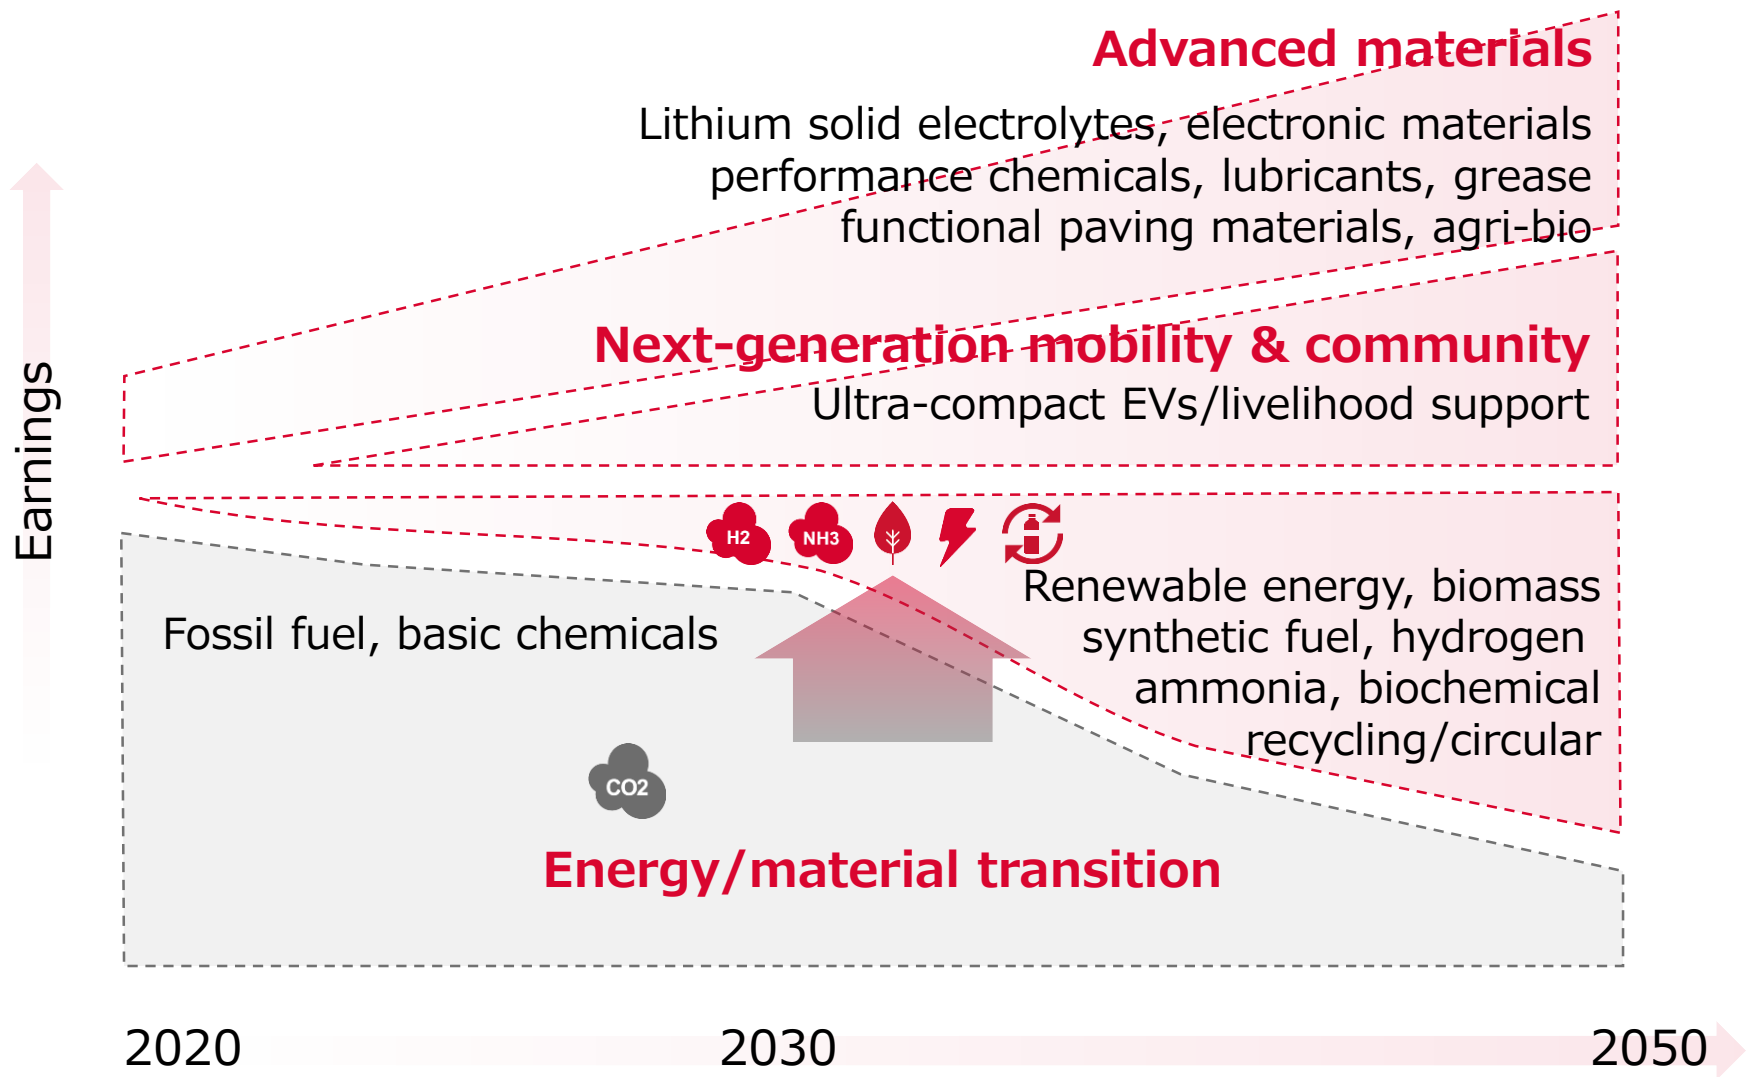 Advanced materials
Lithium solid electrolytes, electronic materials
performance chemicals, lubricants, grease
functional paving materials, agri-bio
Next-generation mobility & community
Ultra-compact EVs/livelihood support
Earnings
H2
NH3
Renewable energy, biomass
synthetic fuel, hydrogen
ammonia, biochemical
recycling/circular
Fossil fuel, basic chemicals
CO2
Energy/material transition
2020
2030
2050